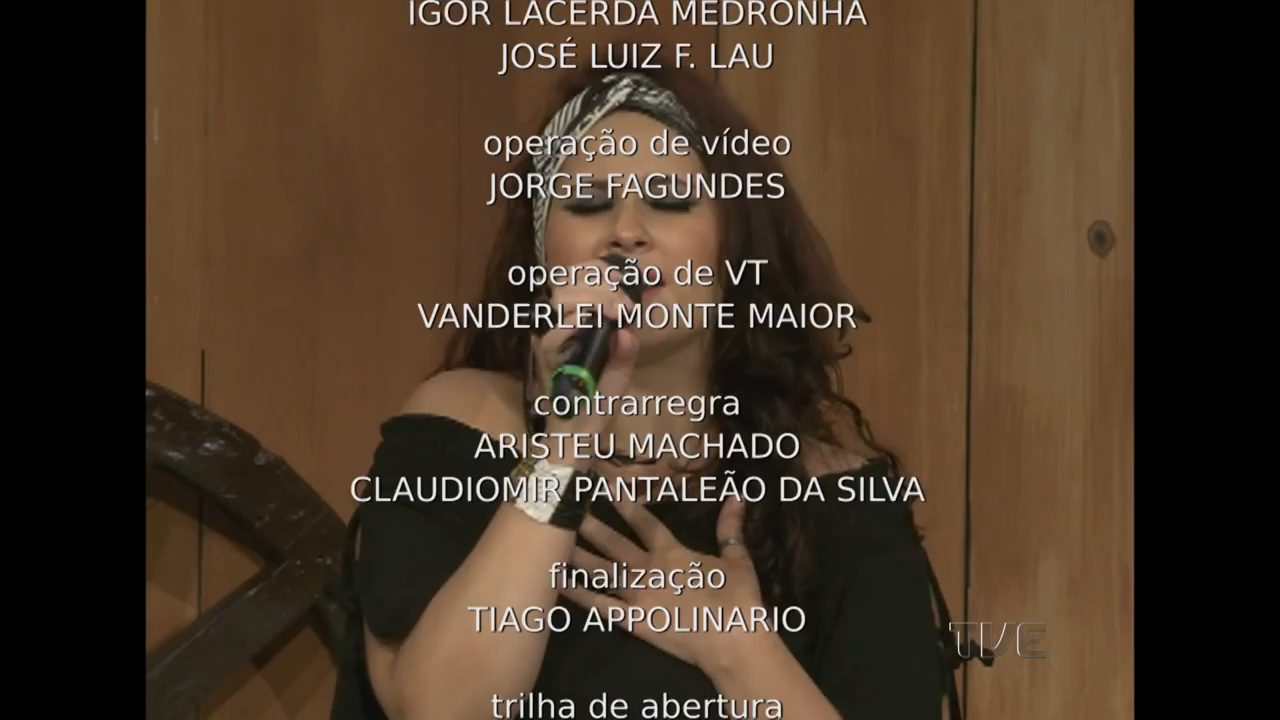 IGOR LACERDA MEDRONHA
JOSÉ LUIZ F. LAU
operação de vídeo
JORGE FAGUNDES
operação de VT
VANDERLEI MONTE MAIOR
contrarregra
ARISTEU MACHADO
CLAUDIOMIR PANTALEÃO DA SILVA
finalização
TIAGO APPOLINARIO
TVE
trilha de abertura